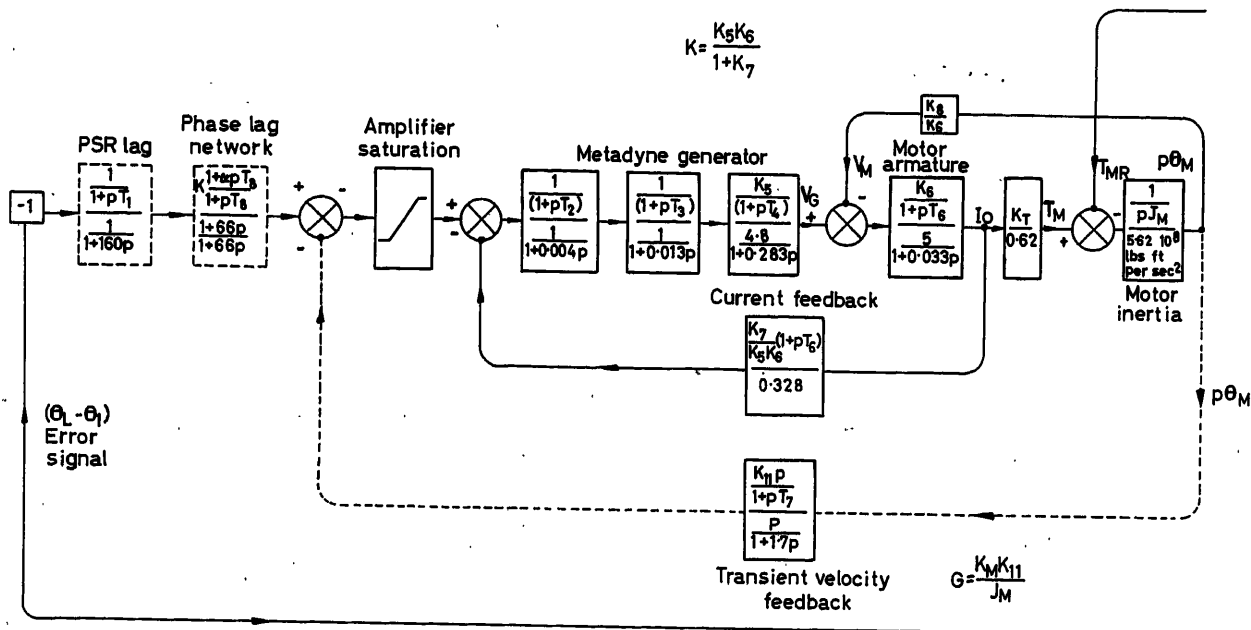 K = K5K6 / 1+K7
PSR lag
1 / 1+pT1
1 / 1+160p
Phase lag network
K 1+αpT8 / 1+pT8
1+66p / 1+66p
Amplifier saturation
Metadyne generator
1 / (1+pT2)
1 / 1+0·004p
1 / (1+pT3)
1 / 1+0·013p
K5 / (1+pT4)
4·8 / 1+0·283p
K8 / K6
Motor armature
K6 / 1+pT6
5 / 1+0·033p
-1
+
-
-
+
-
VG
+
VM
-
IO
KT
0·62
TM
+
TMR
-
pθM
1 / pJM
5·62 10
lbs ft
per sec2
Motor inertia
Current feedback
K7 / K5K6 (1+pT6)
0·328
(θL-θ1)
Error
signal
pθM
K11p / 1+pT7
p / 1+1·7p
Transient velocity
feedback
G = KMK11 / JM